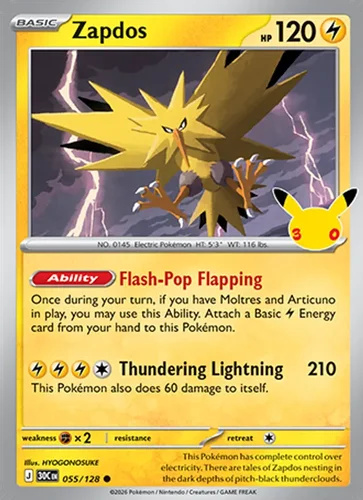 BASIC
Zapdos
HP 120
30
NO. 0145 Electric Pokémon HT: 5'3" WT: 116 lbs.
Ability Flash-Pop Flapping
Once during your turn, if you have Moltres and Articuno
in play, you may use this Ability. Attach a Basic Energy
card from your hand to this Pokémon.
Thundering Lightning 210
This Pokémon also does 60 damage to itself.
weakness ×2 resistance retreat
Illus. HYOGONOSUKE
J 30C EN 055/128
This Pokémon has complete control over
electricity. There are tales of Zapdos nesting in
the dark depths of pitch-black thunderclouds.
©2026 Pokémon / Nintendo / Creatures / GAME FREAK